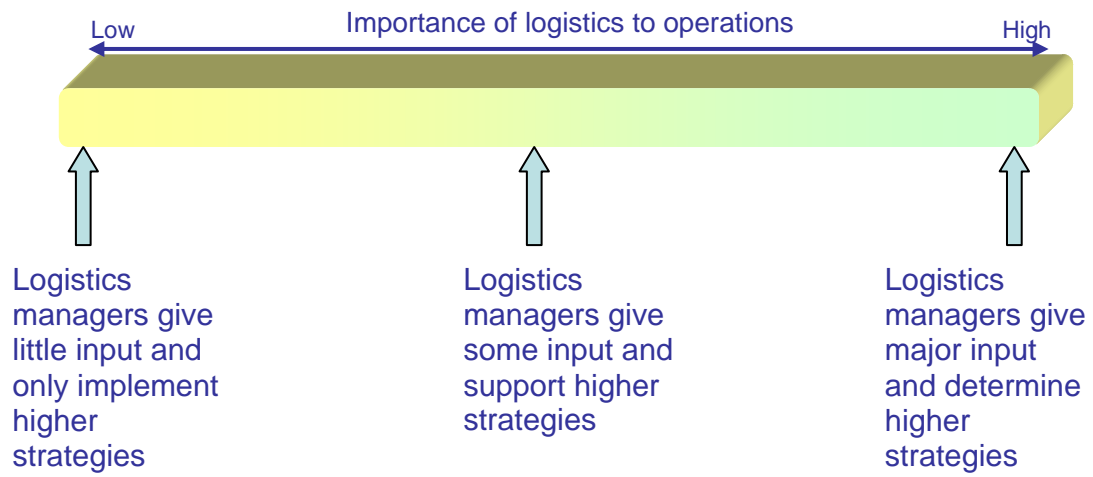 Importance of logistics to operations
Low
High
Logistics
managers give
little input and
only implement
higher
strategies
Logistics
managers give
some input and
support higher
strategies
Logistics
managers give
major input
and determine
higher
strategies